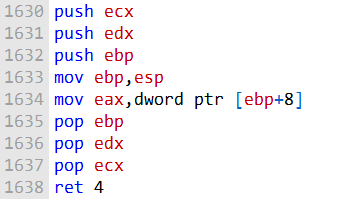 1630 push ecx
1631 push edx
1632 push ebp
1633 mov ebp,esp
1634 mov eax,dword ptr [ebp+8]
1635 pop ebp
1636 pop edx
1637 pop ecx
1638 ret 4